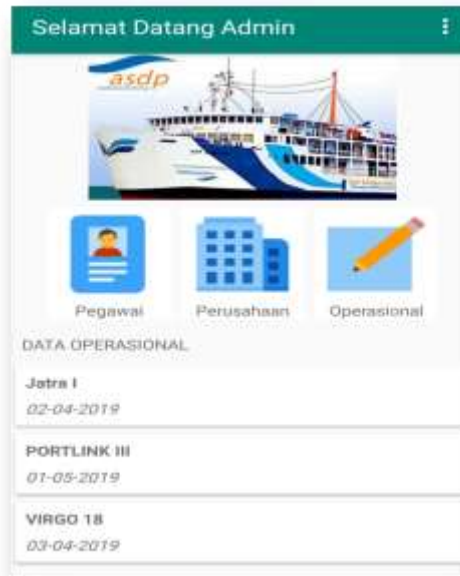 Selamat Datang Admin
asdp
Pegawai
Perusahaan
Operasional
DATA OPERASIONAL
Jatra I
02-04-2019
PORTLINK III
01-05-2019
VIRGO 18
03-04-2019